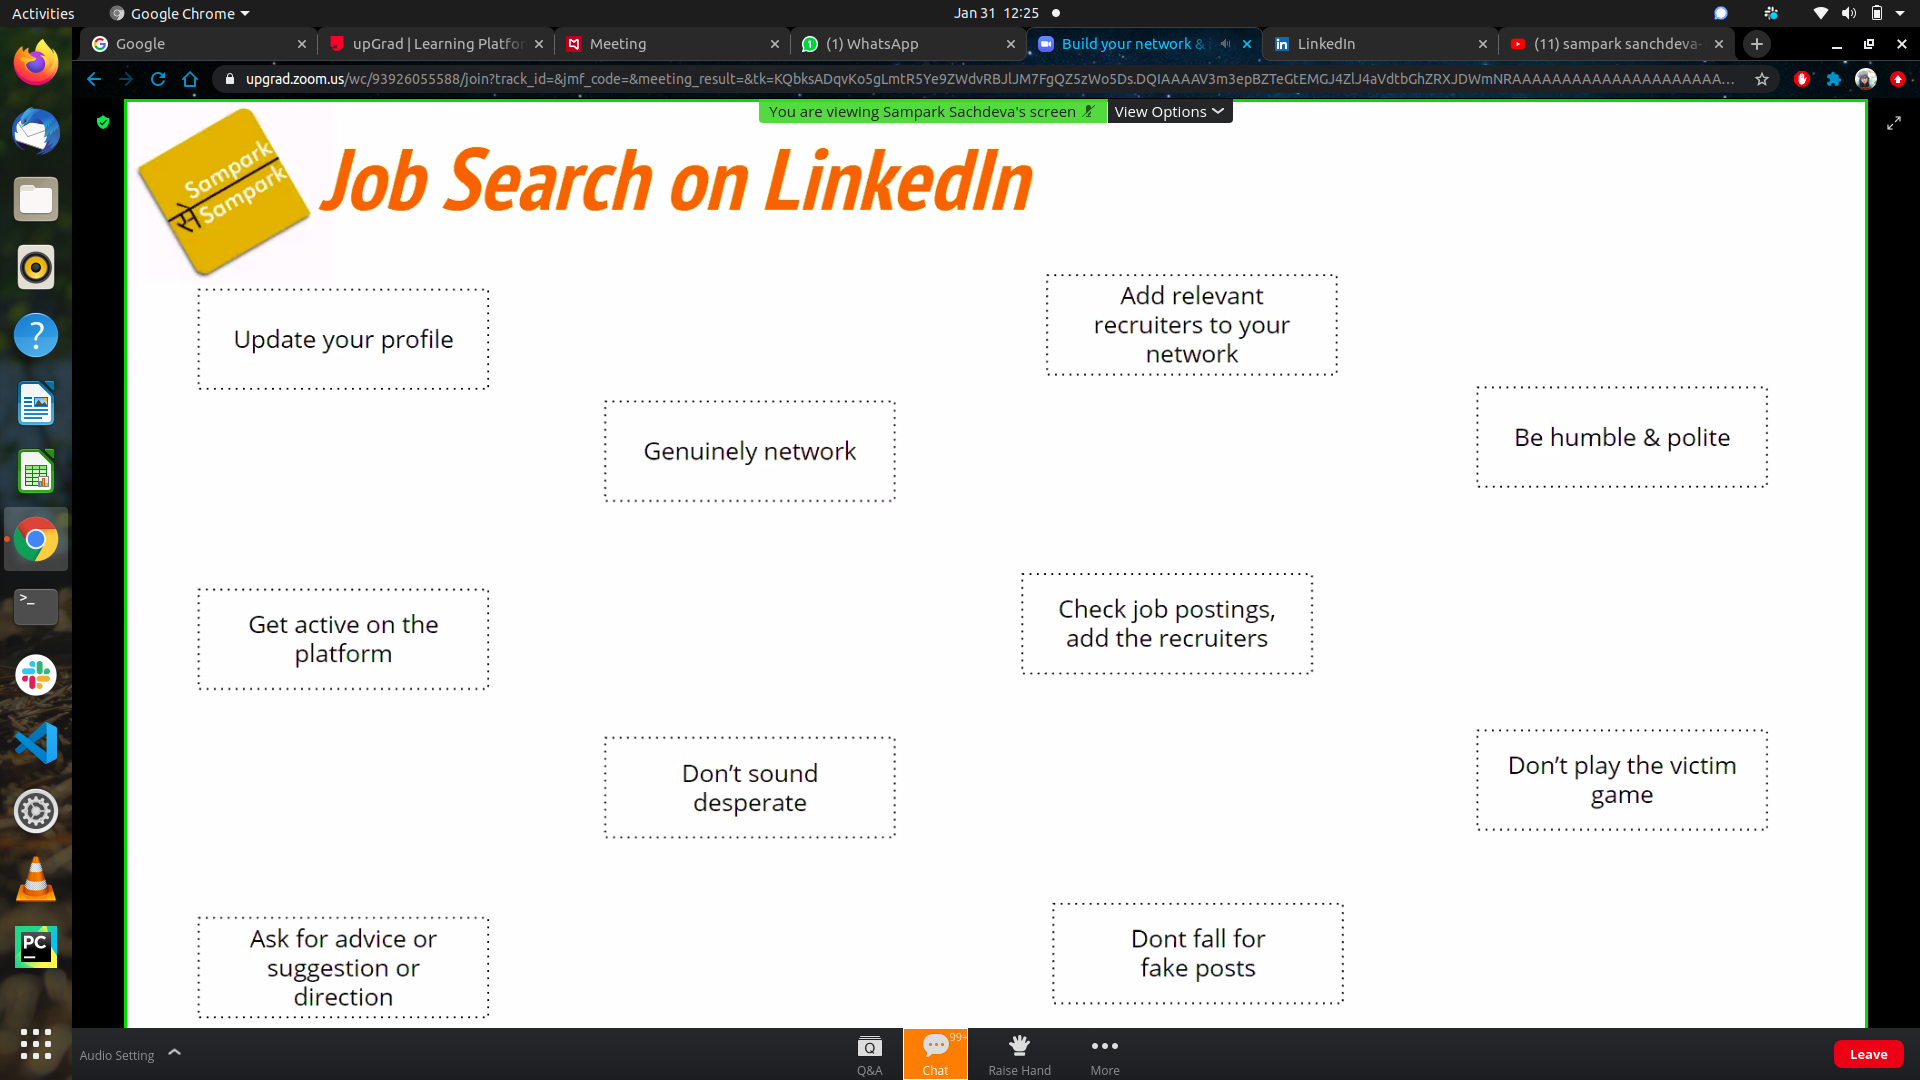 Activities
Google Chrome
Jan 31 12:25
Google
upGrad | Learning Platfor
Meeting
(1) WhatsApp
Build your network &
LinkedIn
(11) sampark sanchdeva-
upgrad.zoom.us/wc/93926055588/join?track_id=&jmf_code=&meeting_result=&tk=KQbksADqvKo5gLmtR5Ye9ZWdvRBJlJM7FgQZ5zWo5Ds.DQIAAAAV3m3epBZTeGtEMGJ4ZlJ4aVdtbGhZRXJDWmNRAAAAAAAAAAAAAAAAAAAAA...
You are viewing Sampark Sachdeva's screen
View Options
Sampark
से Sampark
Job Search on LinkedIn
Update your profile
Add relevant
recruiters to your
network
Genuinely network
Be humble & polite
Get active on the
platform
Check job postings,
add the recruiters
Don’t sound
desperate
Don’t play the victim
game
Ask for advice or
suggestion or
direction
Dont fall for
fake posts
PC
Audio Setting
Q
Q&A
99+
Chat
Raise Hand
More
Leave